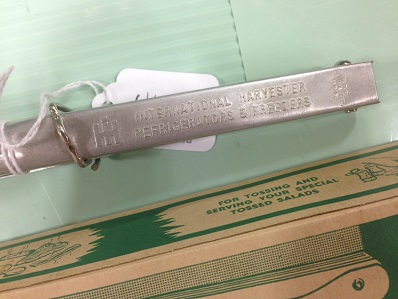 INTERNATIONAL HARVESTER
REFRIGERATORS & FREEZERS
FOR TOSSING AND
SERVING YOUR SPECIAL
TOSSED SALADS